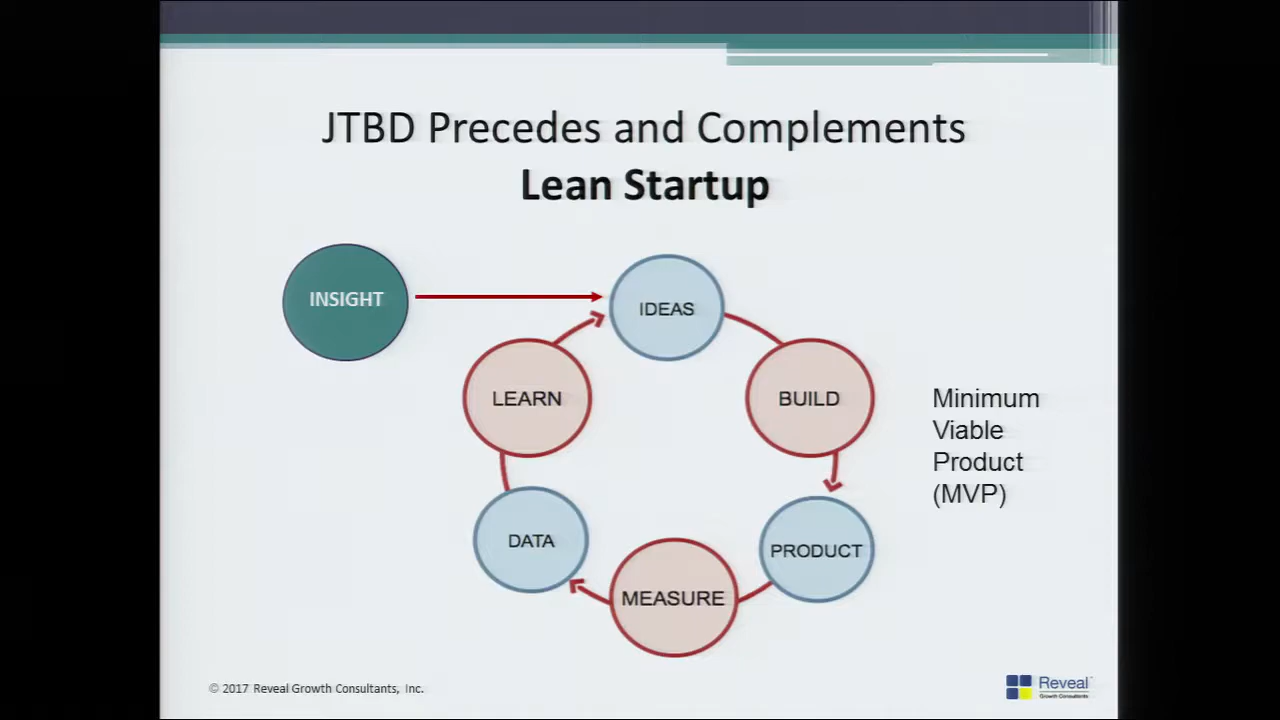 JTBD Precedes and Complements
Lean Startup
INSIGHT
IDEAS
LEARN
BUILD
Minimum
Viable
Product
(MVP)
DATA
PRODUCT
MEASURE
© 2017 Reveal Growth Consultants, Inc.
Reveal
Growth Consultants